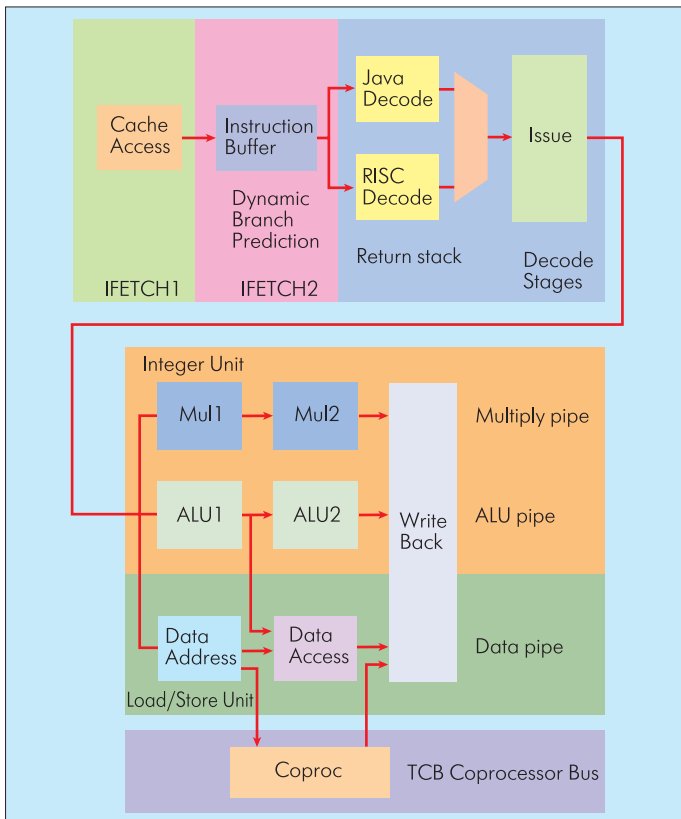 Cache
Access
Instruction
Buffer
Java
Decode
RISC
Decode
Issue
Dynamic
Branch
Prediction
Return stack
Decode
Stages
IFETCH1
IFETCH2
Integer Unit
Mul1
Mul2
Multiply pipe
ALU1
ALU2
Write
Back
ALU pipe
Data
Address
Data
Access
Data pipe
Load/Store Unit
Coproc
TCB Coprocessor Bus